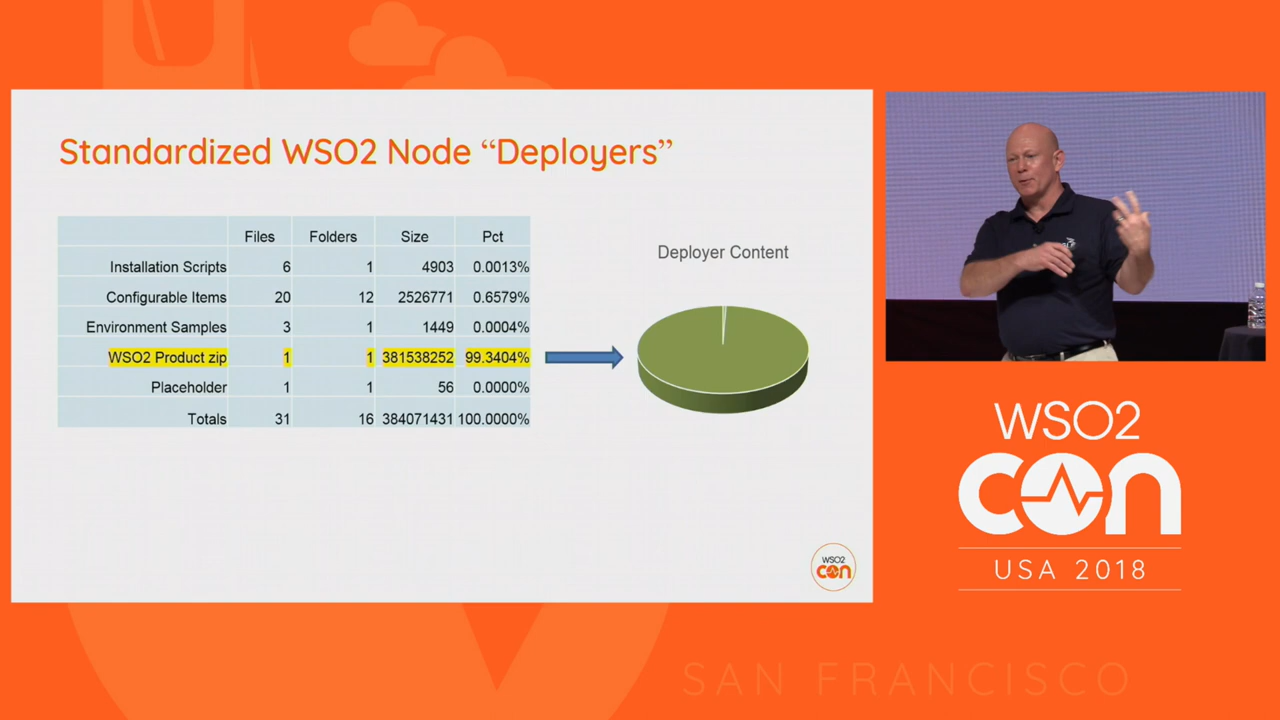 Standardized WSO2 Node “Deployers”
Files Folders Size Pct
Installation Scripts 6 1 4903 0.0013%
Configurable Items 20 12 2526771 0.6579%
Environment Samples 3 1 1449 0.0004%
WSO2 Product zip 1 1 381538252 99.3404%
Placeholder 1 1 56 0.0000%
Totals 31 16 384071431 100.0000%
Deployer Content
WSO2
con
WSO2
con
USA 2018
SAN FRANCISCO